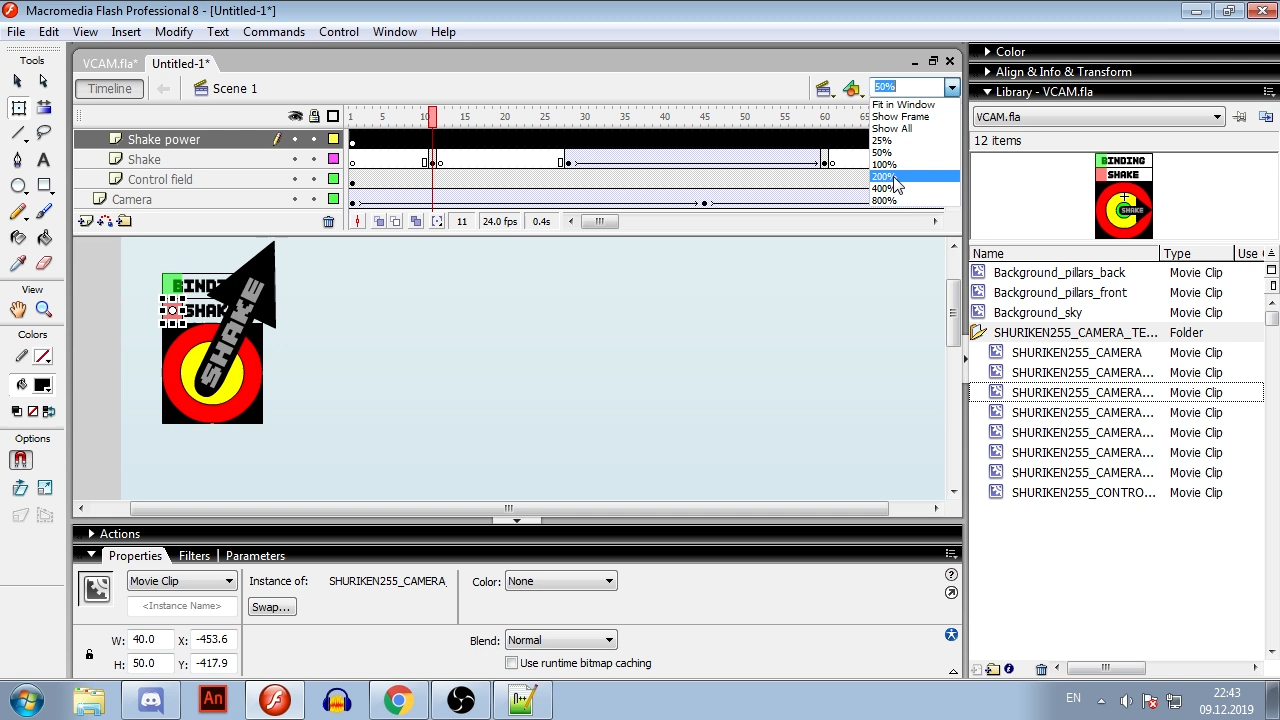 Macromedia Flash Professional 8 - [Untitled-1*]
File Edit View Insert Modify Text Commands Control Window Help
Tools
VCAM.fla* Untitled-1*
Timeline Scene 1 50%
1 5 10 15 20 25 30 35 40 45 50 55 60 65
Shake power
Shake
Control field
Camera
11 24.0 fps 0.4s
Fit in Window
Show Frame
Show All
25%
50%
100%
200%
400%
800%
View
Colors
Options
BINDING
SHAKE
SHAKE
Actions
Properties Filters Parameters
Movie Clip Instance of: SHURIKEN255_CAMERA Color: None
<Instance Name> Swap...
W: 40.0 X: -453.6 Blend: Normal
H: 50.0 Y: -417.9 Use runtime bitmap caching
Color
Align & Info & Transform
Library - VCAM.fla
VCAM.fla
12 items
BINDING
SHAKE
SHAKE
Name Type Use
Background_pillars_back Movie Clip
Background_pillars_front Movie Clip
Background_sky Movie Clip
SHURIKEN255_CAMERA_TE... Folder
SHURIKEN255_CAMERA Movie Clip
SHURIKEN255_CAMERA... Movie Clip
SHURIKEN255_CAMERA... Movie Clip
SHURIKEN255_CAMERA... Movie Clip
SHURIKEN255_CAMERA... Movie Clip
SHURIKEN255_CAMERA... Movie Clip
SHURIKEN255_CAMERA... Movie Clip
SHURIKEN255_CONTRO... Movie Clip
An
EN 22:43
09.12.2019